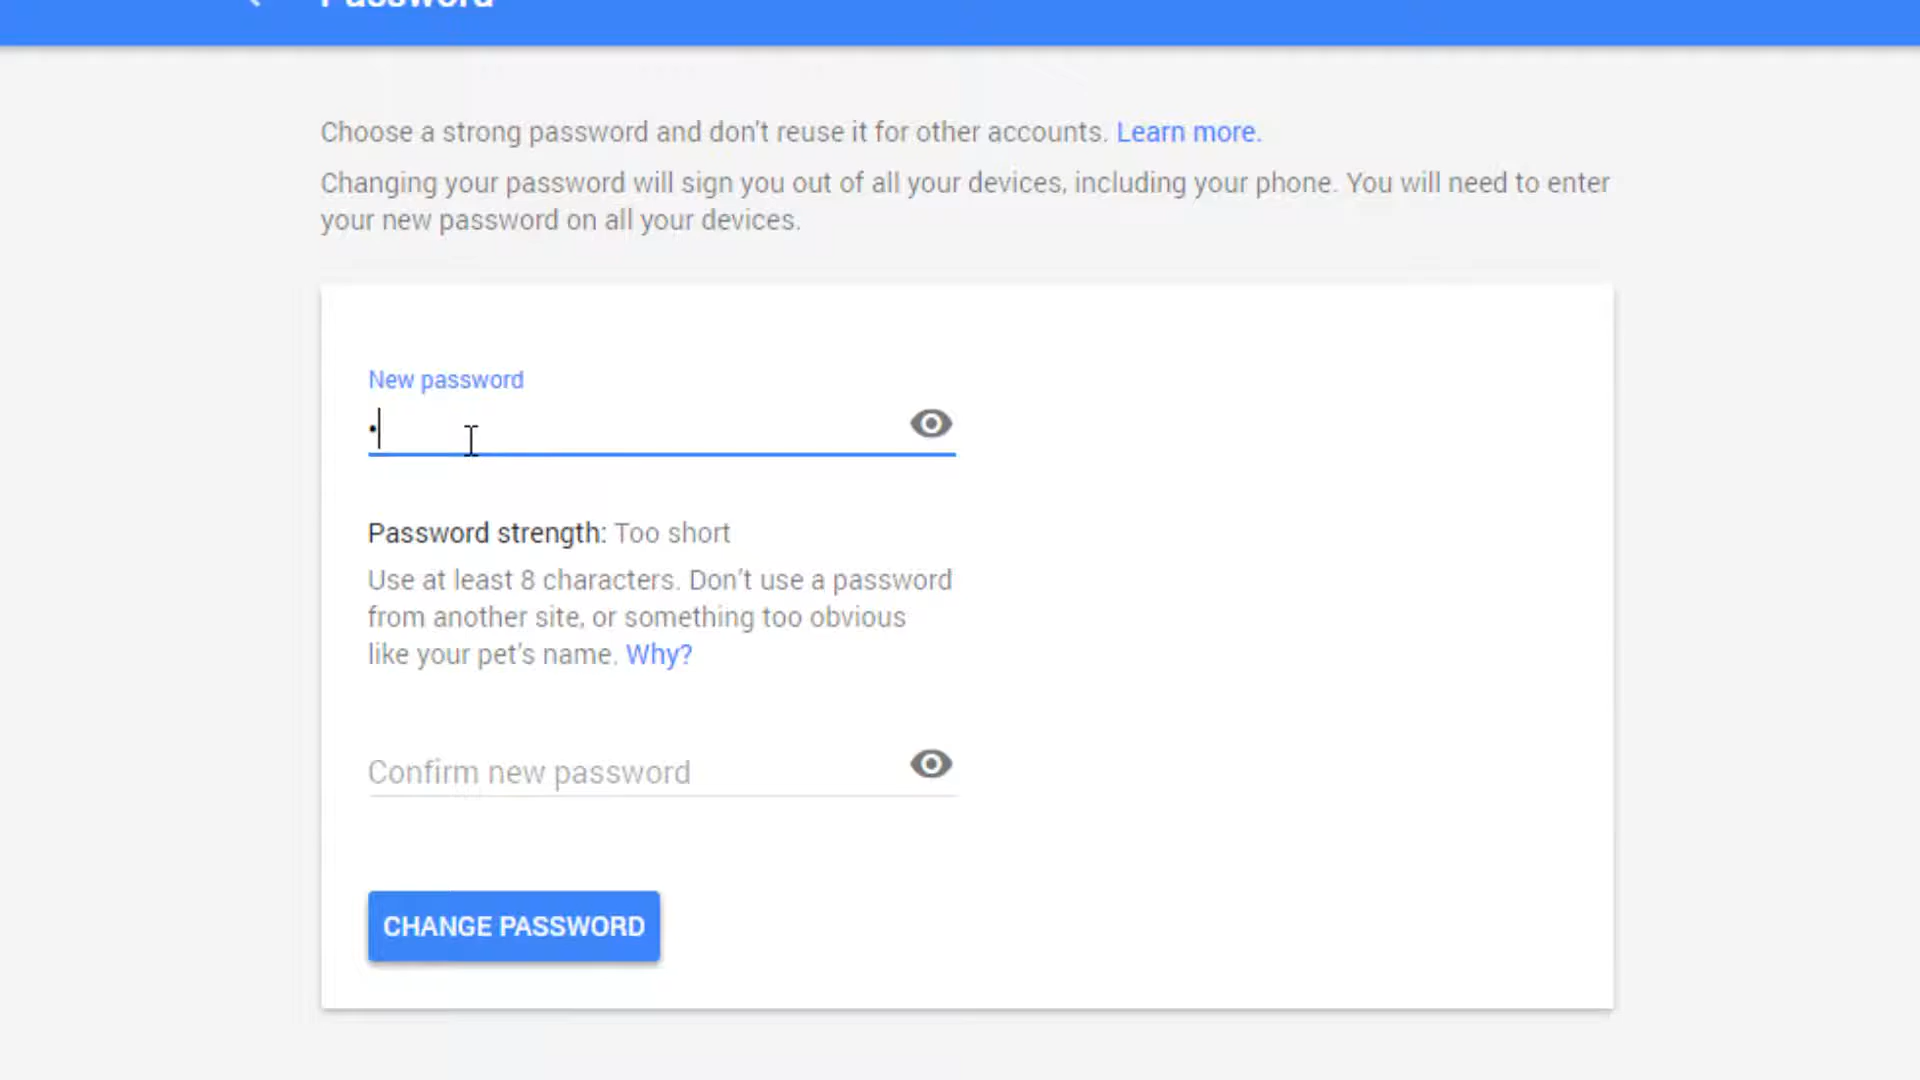 Password
Choose a strong password and don't reuse it for other accounts. Learn more.
Changing your password will sign you out of all your devices, including your phone. You will need to enter
your new password on all your devices.
New password
•
Password strength: Too short
Use at least 8 characters. Don't use a password
from another site, or something too obvious
like your pet's name. Why?
Confirm new password
CHANGE PASSWORD